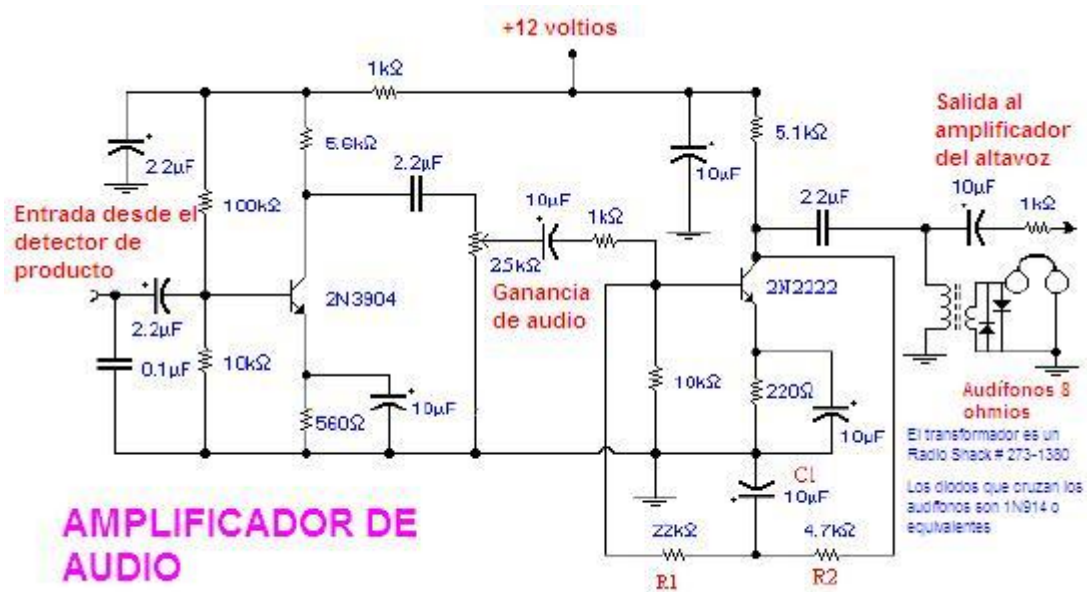 +12 voltios
1kΩ
5.6kΩ
2.2µF
100kΩ
2.2µF
10µF
1kΩ
10µF
5.1kΩ
2.2µF
Salida al
amplificador
del altavoz
10µF
1kΩ
Entrada desde el
detector de
producto
2N3904
25kΩ
Ganancia
de audio
2N2222
2.2µF
0.1µF
10kΩ
560Ω
10µF
10kΩ
220Ω
10µF
C1
10µF
22kΩ
R1
4.7kΩ
R2
Audífonos 8
ohmios
El transformador es un
Radio Shack # 273-1380
Los diodos que cruzan los
audífonos son 1N914 o
equivalentes
AMPLIFICADOR DE
AUDIO